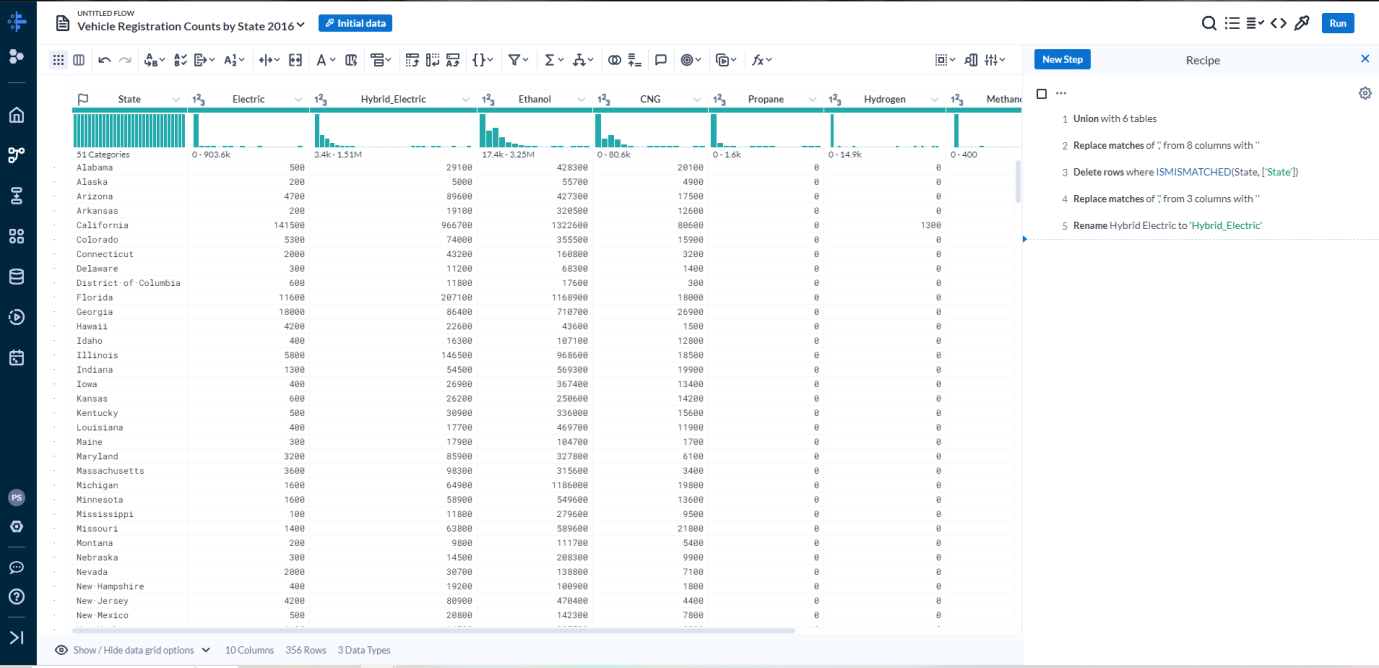 UNTITLED FLOW
Vehicle Registration Counts by State 2016
Initial data
Run
New Step
Recipe
State Electric Hybrid_Electric Ethanol CNG Propane Hydrogen Methano
51 Categories 0 - 903.6k 3.4k - 1.51M 17.4k - 3.25M 0 - 80.6k 0 - 1.6k 0 - 14.9k 0 - 400
Alabama 500 29100 428300 20100 0 0
Alaska 200 5000 55700 4900 0 0
Arizona 4700 89600 427300 17500 0 0
Arkansas 200 19100 320500 12600 0 0
California 141500 966700 1322600 80600 0 1300
Colorado 5300 74000 355500 15900 0 0
Connecticut 2000 43200 160800 3200 0 0
Delaware 300 11200 68300 1400 0 0
District·of·Columbia 600 11800 17600 300 0 0
Florida 11600 207100 1168900 18000 0 0
Georgia 18000 86400 710700 26900 0 0
Hawaii 4200 22600 43600 1500 0 0
Idaho 400 16300 107100 12800 0 0
Illinois 5800 146500 968600 18500 0 0
Indiana 1300 54500 569300 19900 0 0
Iowa 400 26900 367400 13400 0 0
Kansas 600 26200 250600 14200 0 0
Kentucky 500 30900 336000 15600 0 0
Louisiana 400 17700 469700 11900 0 0
Maine 300 17900 104700 1700 0 0
Maryland 3200 85900 327800 6100 0 0
Massachusetts 3600 98300 315600 3400 0 0
Michigan 1600 64900 1186000 19800 0 0
Minnesota 1600 58900 549600 13600 0 0
Mississippi 100 11800 279600 9500 0 0
Missouri 1400 63800 589600 21800 0 0
Montana 200 9800 111700 5400 0 0
Nebraska 300 14500 208300 9900 0 0
Nevada 2000 30700 138800 7100 0 0
New·Hampshire 400 19200 100900 1800 0 0
New·Jersey 4200 80900 470400 4400 0 0
New·Mexico 500 20800 142300 7800 0 0
1 Union with 6 tables
2 Replace matches of ',' from 8 columns with ''
3 Delete rows where ISMISMATCHED(State, ['State'])
4 Replace matches of ',' from 3 columns with ''
5 Rename Hybrid Electric to 'Hybrid_Electric'
PS
Show / Hide data grid options 10 Columns 356 Rows 3 Data Types